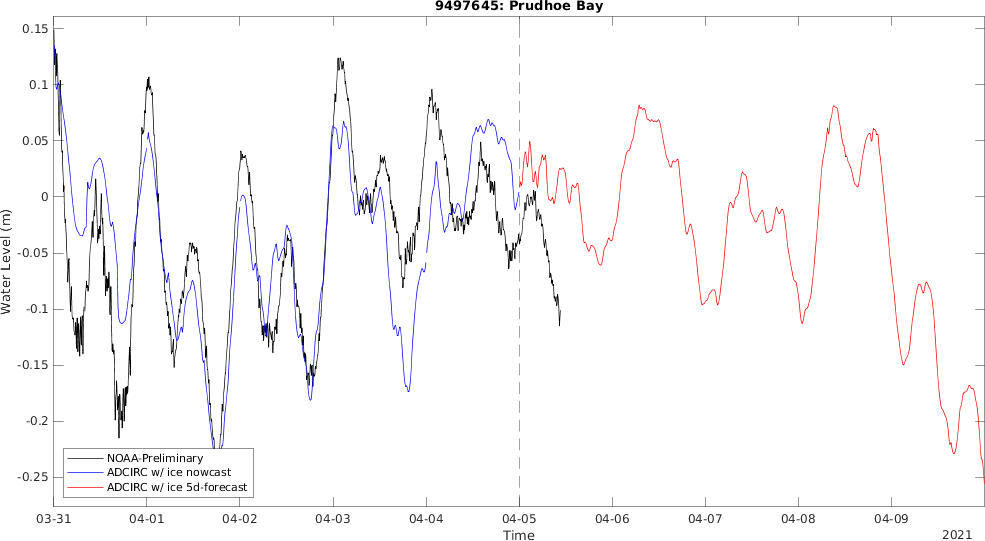 9497645: Prudhoe Bay
0.15
0.1
0.05
0
-0.05
-0.1
-0.15
-0.2
-0.25
Water Level (m)
NOAA-Preliminary
ADCIRC w/ ice nowcast
ADCIRC w/ ice 5d-forecast
03-31 04-01 04-02 04-03 04-04 04-05 04-06 04-07 04-08 04-09
Time
2021